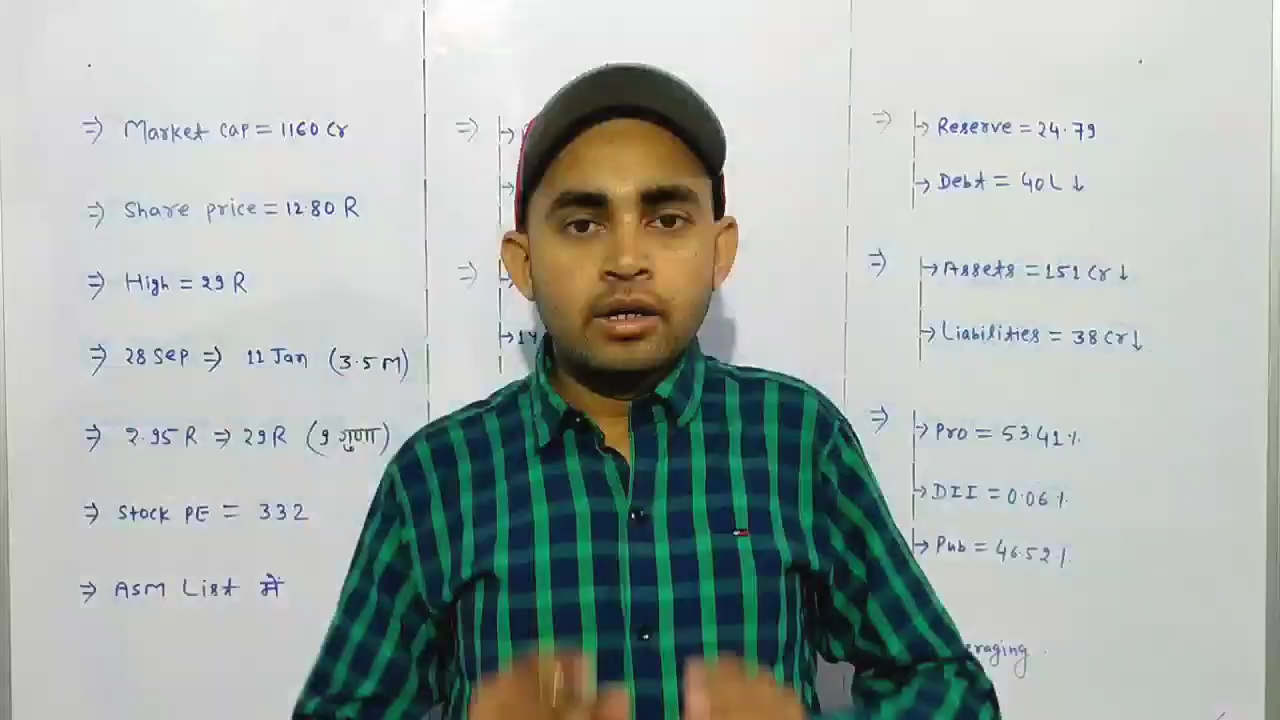 ⇒ Market cap = 1160 Cr
⇒ Share price = 12.80 R
⇒ High = 29 R
⇒ 28 Sep ⇒ 11 Jan (3.5 M)
⇒ 2.95 R ⇒ 29 R (9 गुणा)
⇒ Stock PE = 332
⇒ ASM List में
⇒ → Reserve = 24.79
→ Debt = 40L ↓
⇒ → Assets = 151 Cr ↓
→ Liabilities = 38 Cr ↓
⇒ → Pro = 53.41 %.
→ DII = 0.06 %.
→ Pub = 46.52 %.